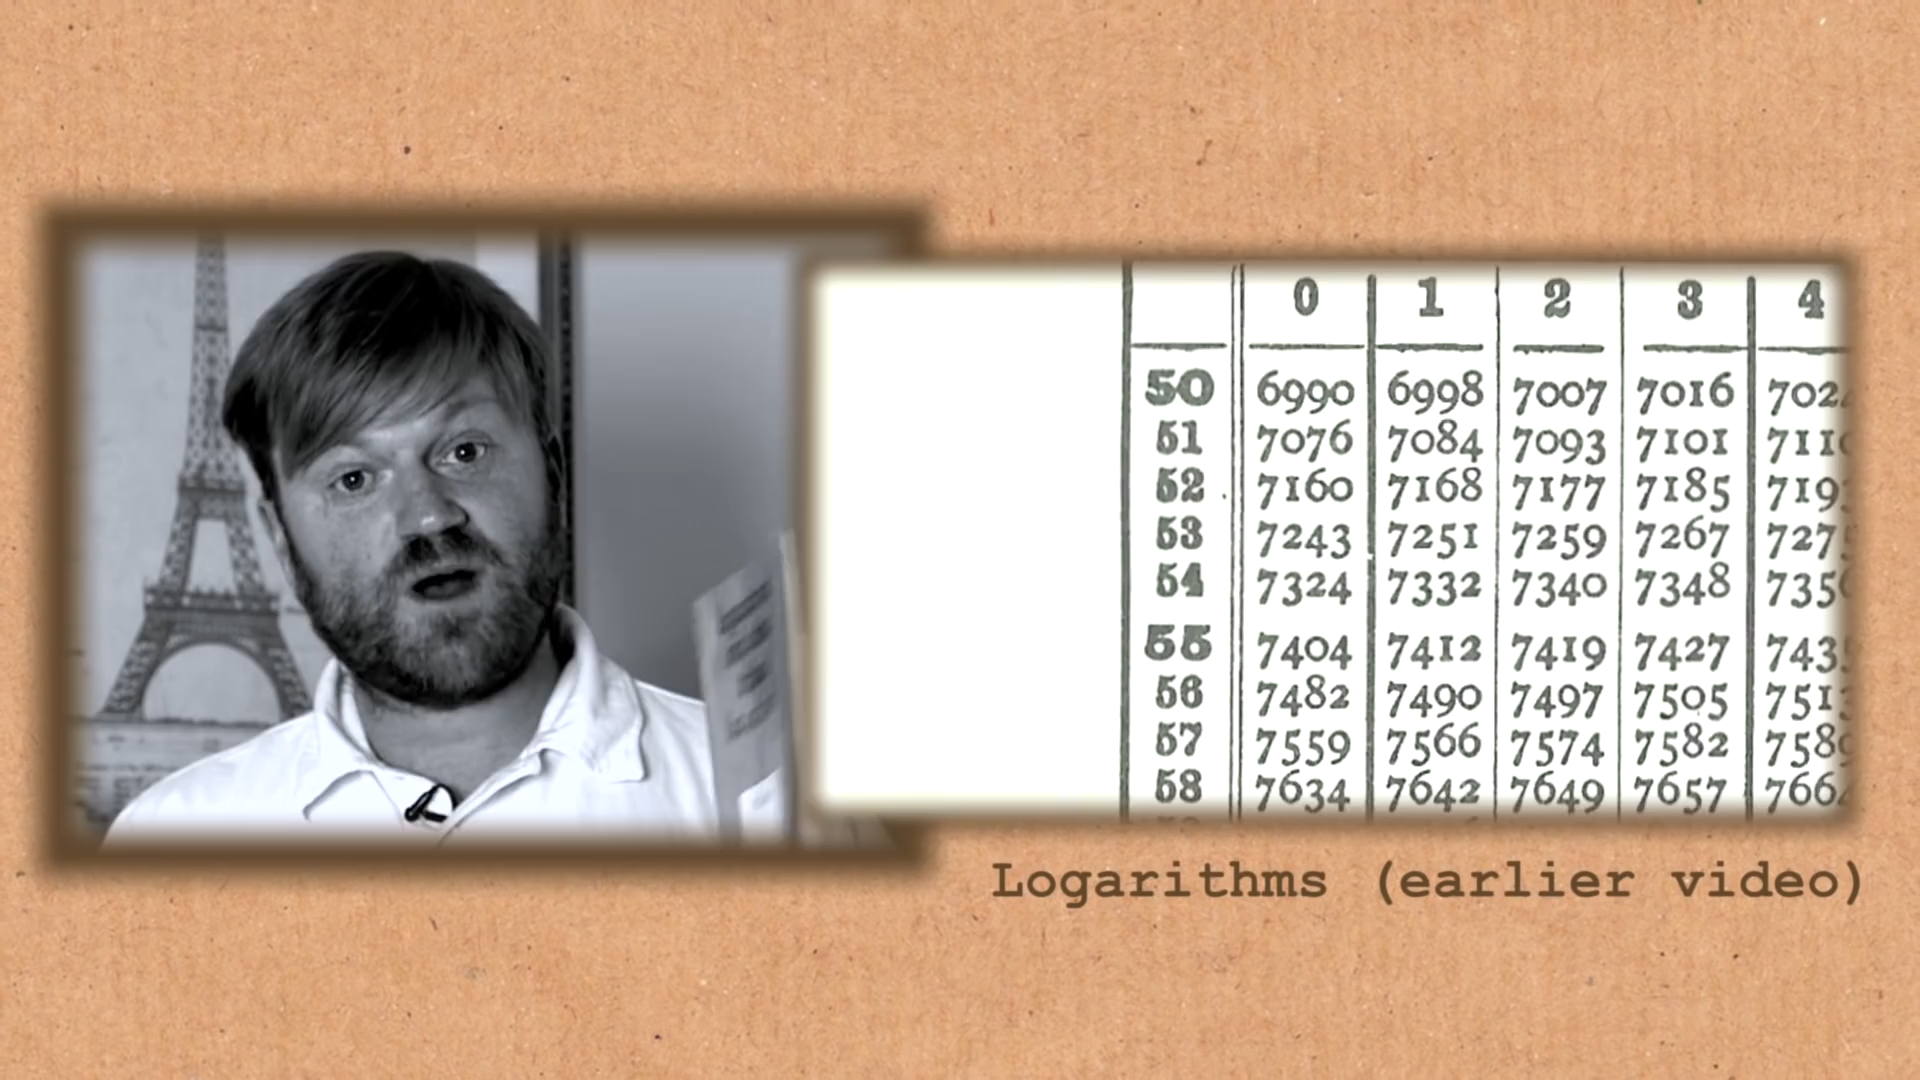 0 1 2 3 4
50 6990 6998 7007 7016
51 7076 7084 7093 7101
52 7160 7168 7177 7185
53 7243 7251 7259 7267
54 7324 7332 7340 7348
55 7404 7412 7419 7427
56 7482 7490 7497 7505
57 7559 7566 7574 7582
58 7634 7642 7649 7657
Logarithms (earlier video)